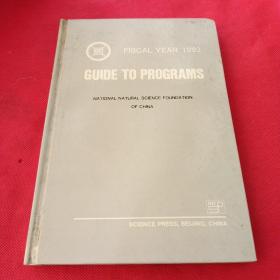 FISCAL YEAR 1993
GUIDE TO PROGRAMS
NATIONAL NATURAL SCIENCE FOUNDATION
OF CHINA
SCIENCE PRESS, BEIJING, CHINA